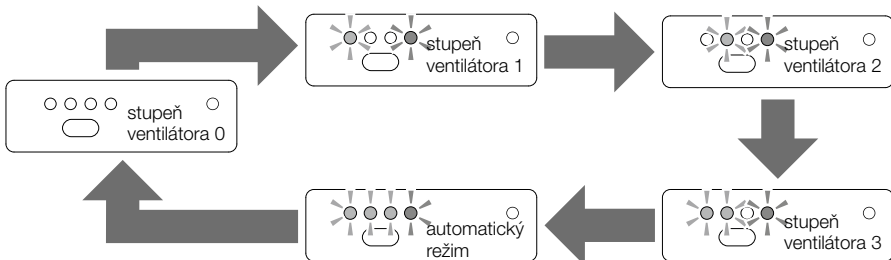 stupeň
ventilátora 1
stupeň
ventilátora 2
stupeň
ventilátora 0
automatický
režim
stupeň
ventilátora 3